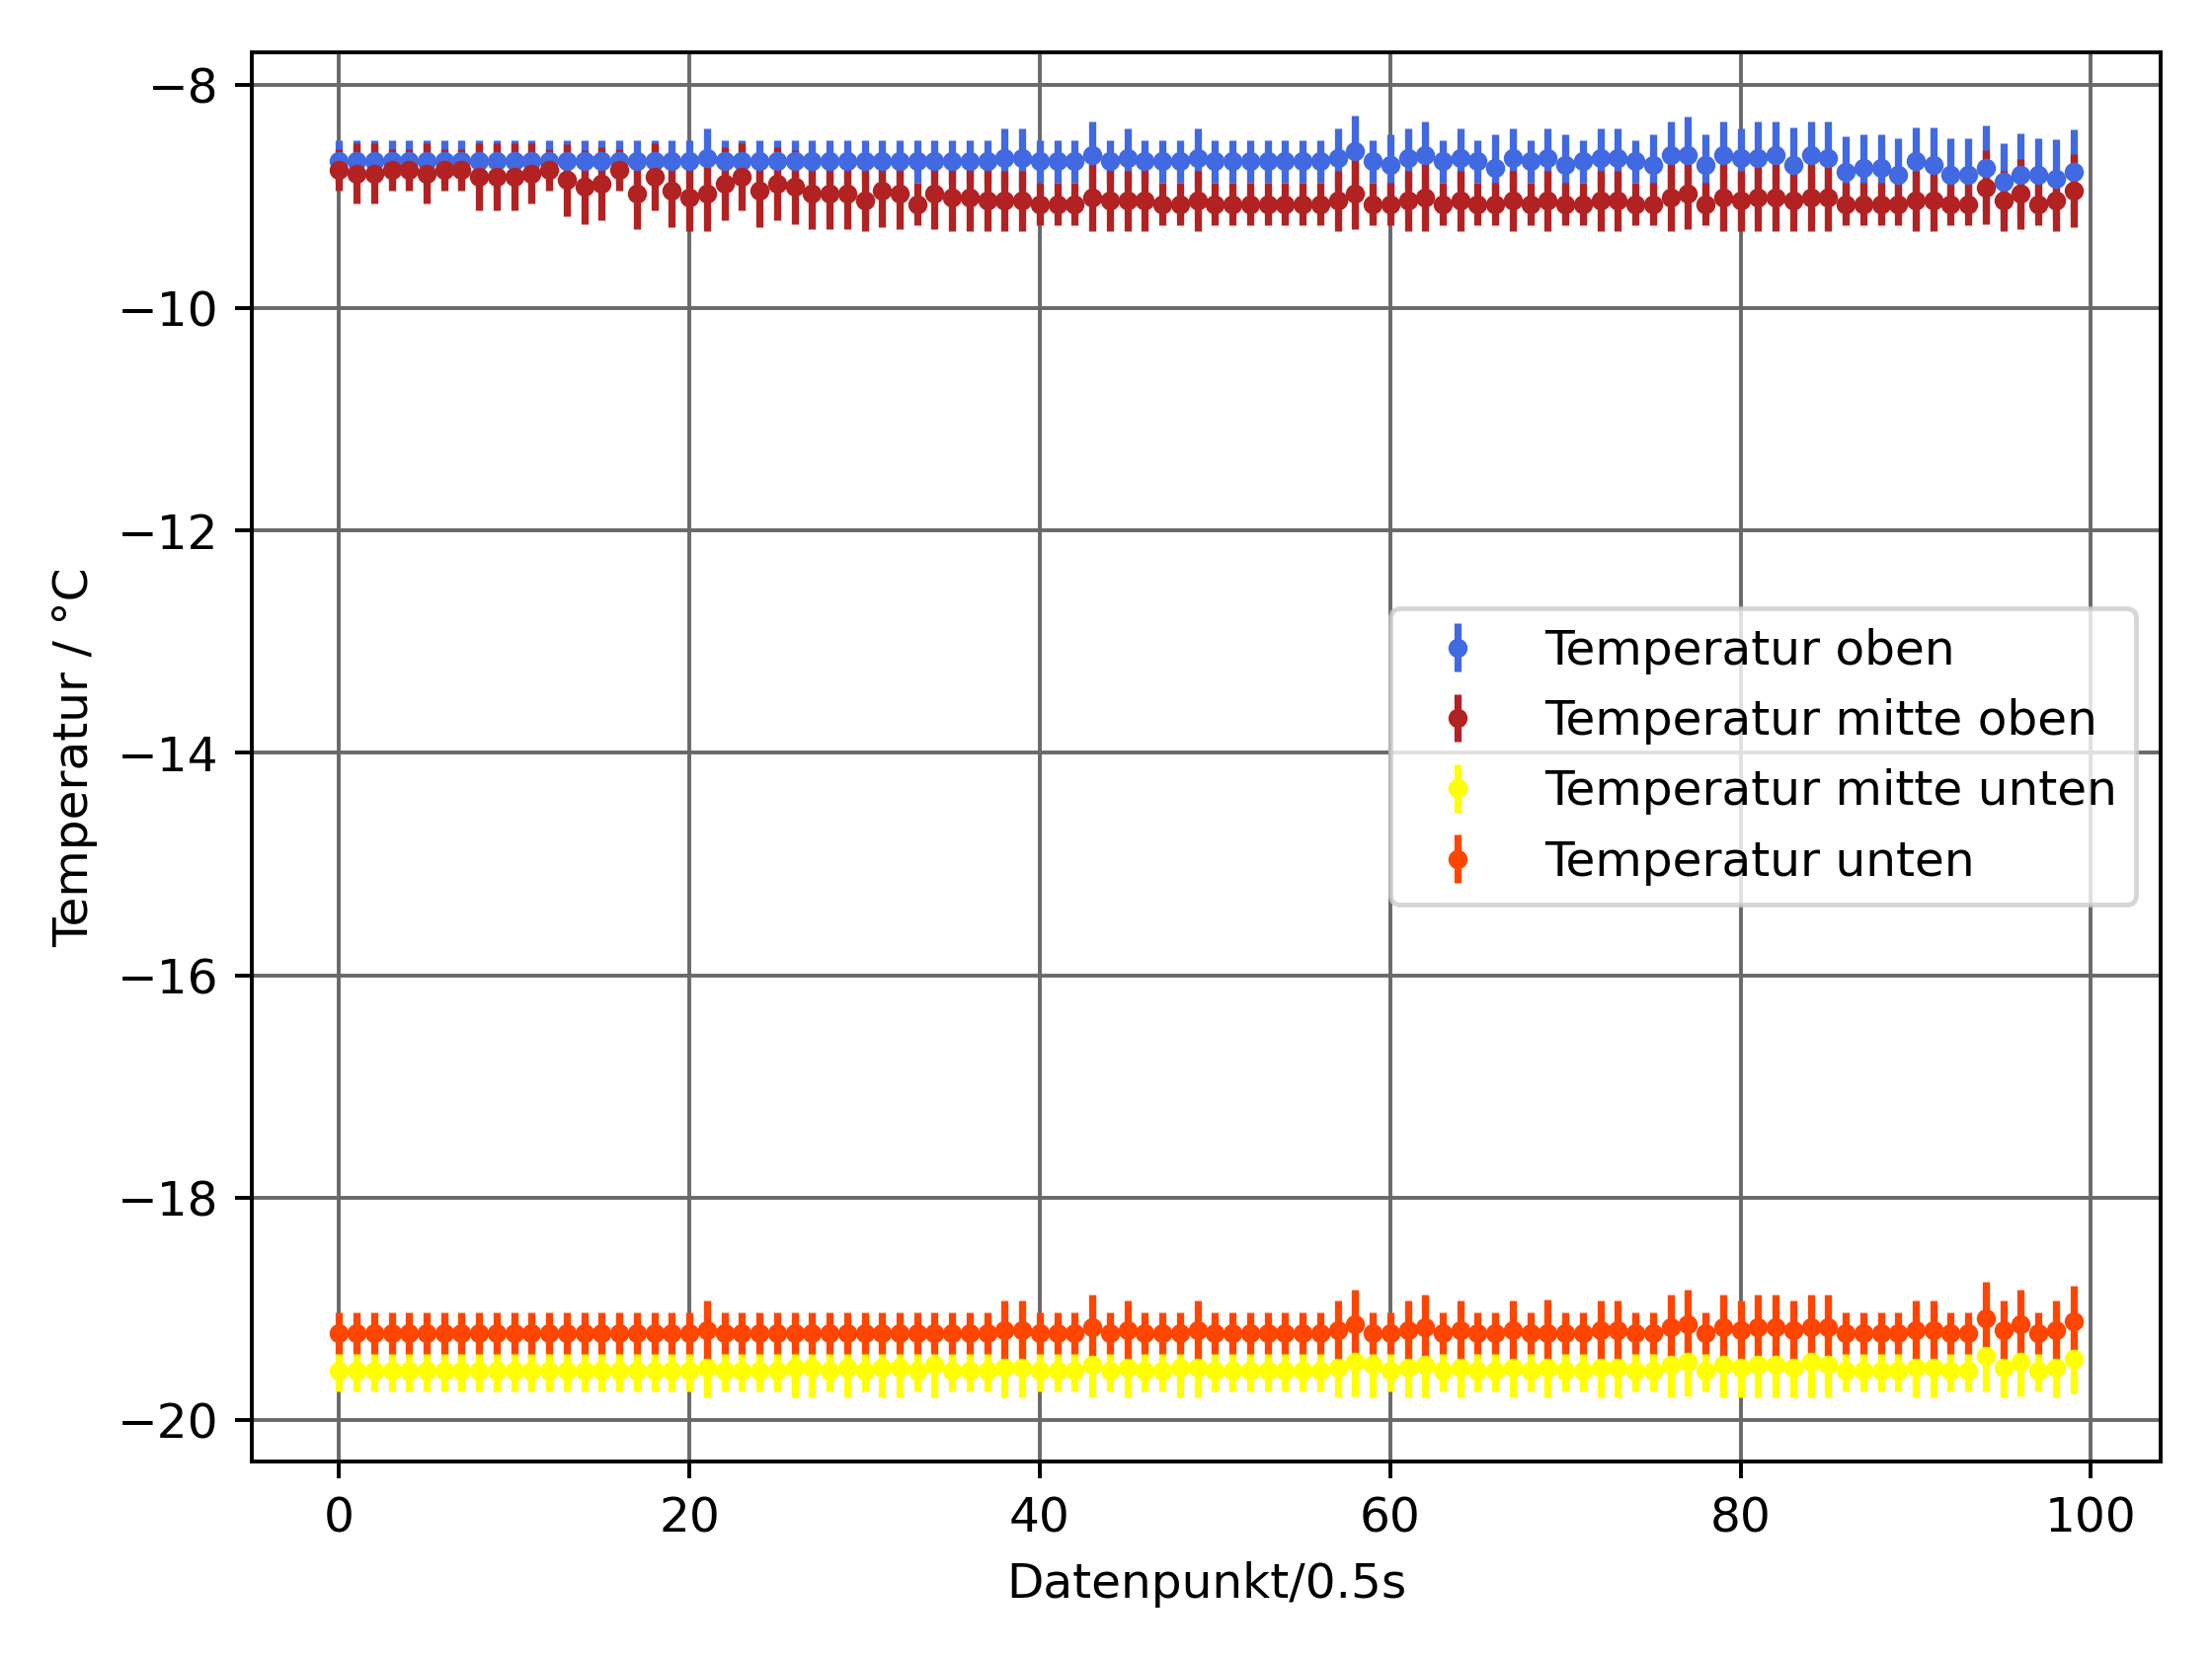 Temperatur / °C
−8
−10
−12
−14
−16
−18
−20
Temperatur oben
Temperatur mitte oben
Temperatur mitte unten
Temperatur unten
0 20 40 60 80 100
Datenpunkt/0.5s